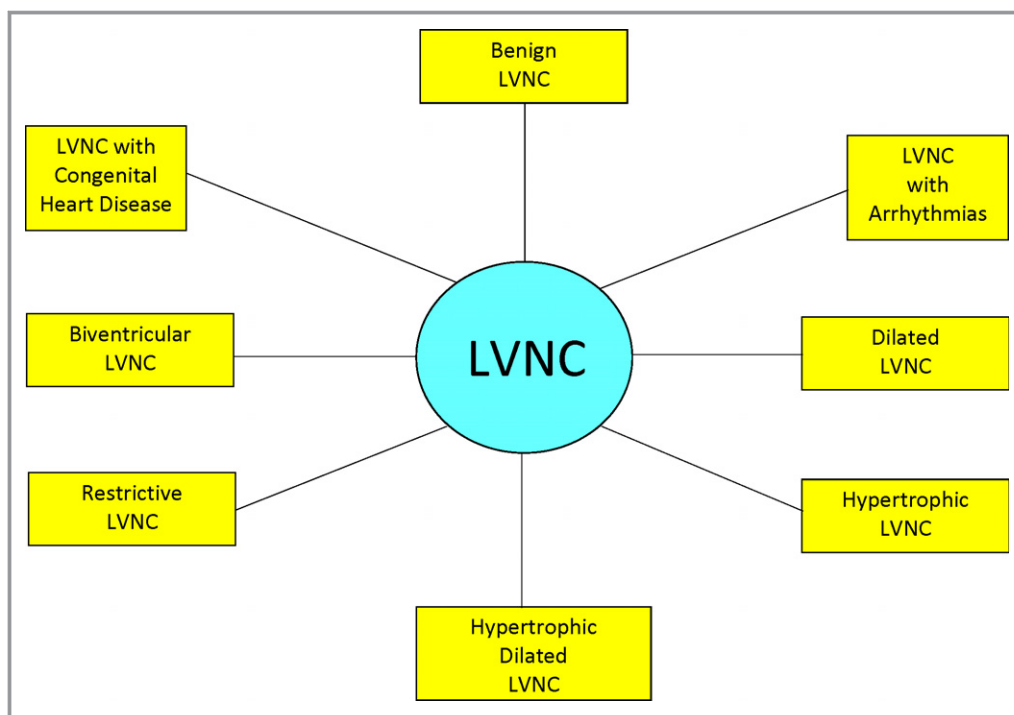 Benign
LVNC
LVNC with
Congenital
Heart Disease
LVNC
with
Arrhythmias
Biventricular
LVNC
LVNC
Dilated
LVNC
Restrictive
LVNC
Hypertrophic
LVNC
Hypertrophic
Dilated
LVNC